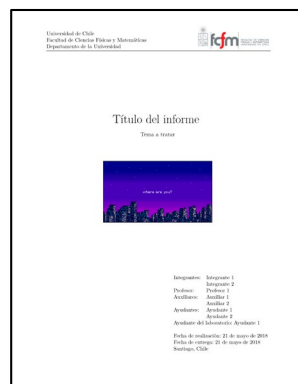 Universidad de Chile
Facultad de Ciencias Físicas y Matemáticas
Departamento de la Universidad
fcfm
Título del informe
Tema a tratar
where are you?
Integrantes: Integrante 1
Integrante 2
Profesor: Profesor 1
Auxiliares: Auxiliar 1
Auxiliar 2
Ayudantes: Ayudante 1
Ayudante 2
Ayudante del laboratorio: Ayudante 1
Fecha de realización: 21 de mayo de 2018
Fecha de entrega: 21 de mayo de 2018
Santiago, Chile